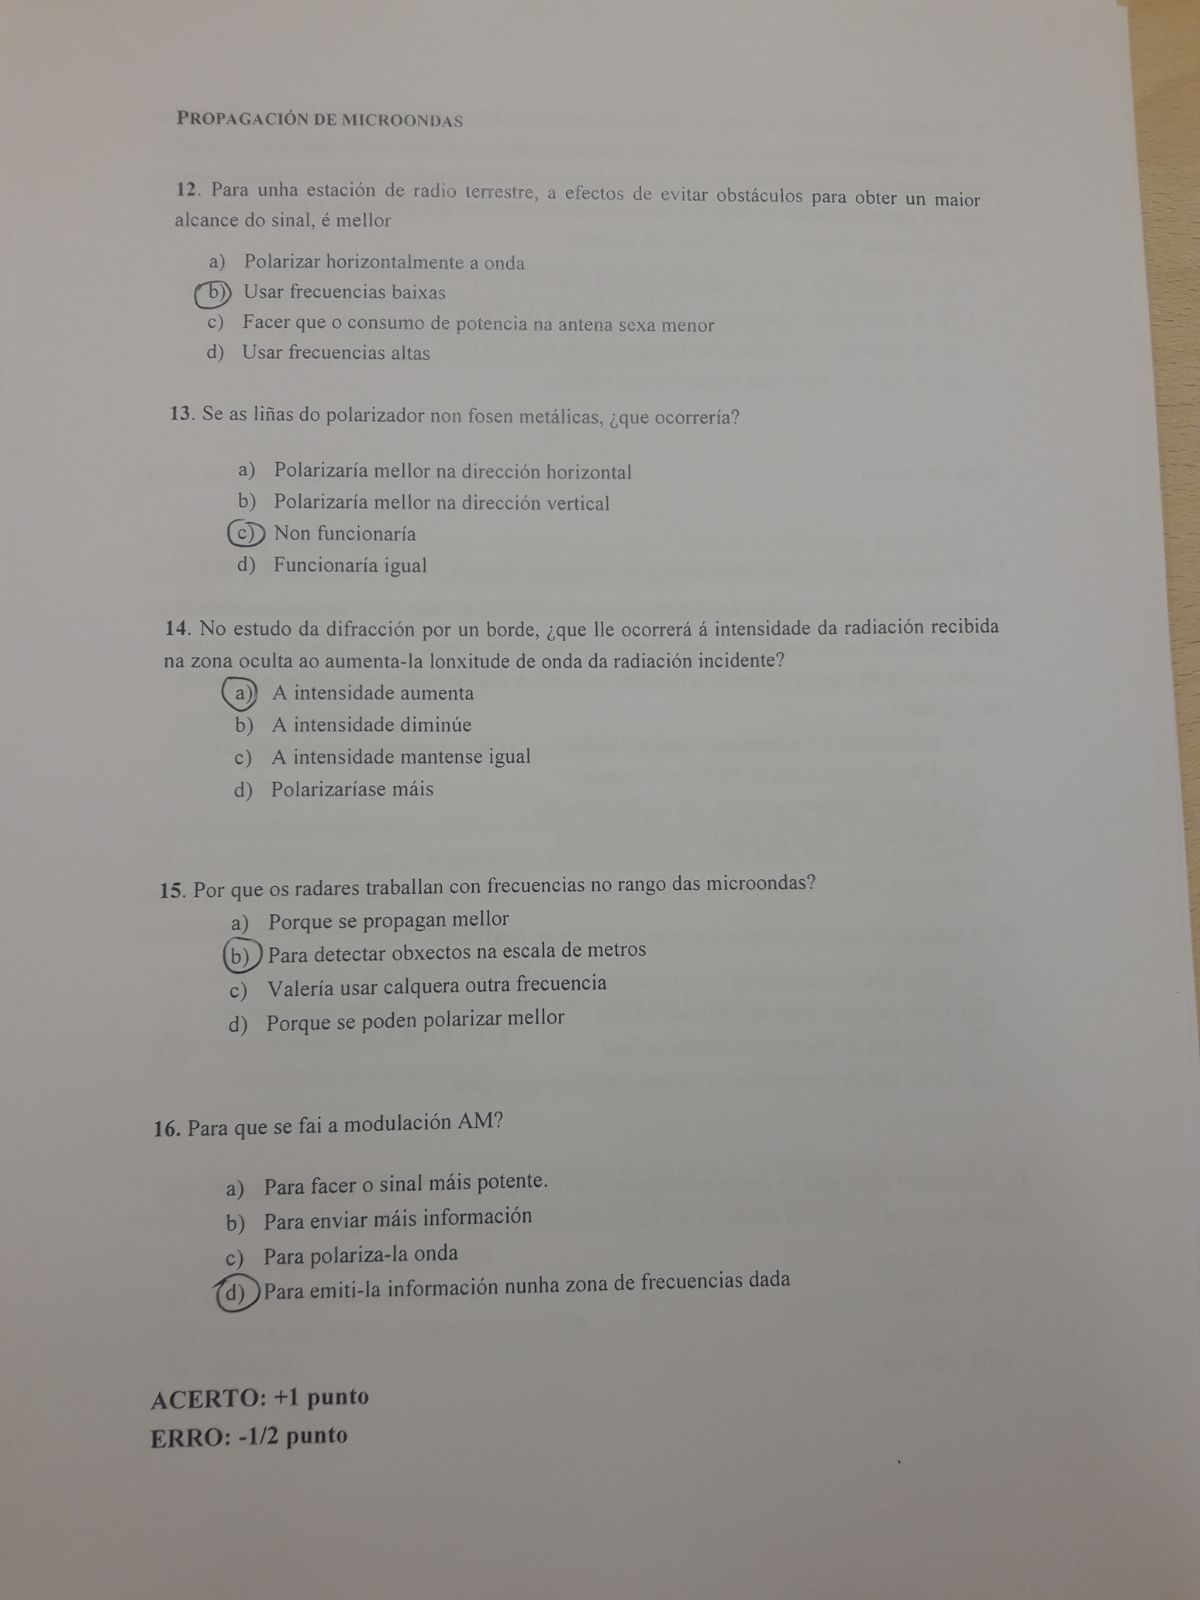 PROPAGACIÓN DE MICROONDAS
12. Para unha estación de radio terrestre, a efectos de evitar obstáculos para obter un maior
alcance do sinal, é mellor
a) Polarizar horizontalmente a onda
b) Usar frecuencias baixas
c) Facer que o consumo de potencia na antena sexa menor
d) Usar frecuencias altas
13. Se as liñas do polarizador non fosen metálicas, ¿que ocorrería?
a) Polarizaría mellor na dirección horizontal
b) Polarizaría mellor na dirección vertical
c) Non funcionaría
d) Funcionaría igual
14. No estudo da difracción por un borde, ¿que lle ocorrerá á intensidade da radiación recibida
na zona oculta ao aumenta-la lonxitude de onda da radiación incidente?
a) A intensidade aumenta
b) A intensidade diminúe
c) A intensidade mantense igual
d) Polarizaríase máis
15. Por que os radares traballan con frecuencias no rango das microondas?
a) Porque se propagan mellor
b) Para detectar obxectos na escala de metros
c) Valería usar calquera outra frecuencia
d) Porque se poden polarizar mellor
16. Para que se fai a modulación AM?
a) Para facer o sinal máis potente.
b) Para enviar máis información
c) Para polariza-la onda
d) Para emiti-la información nunha zona de frecuencias dada
ACERTO: +1 punto
ERRO: -1/2 punto